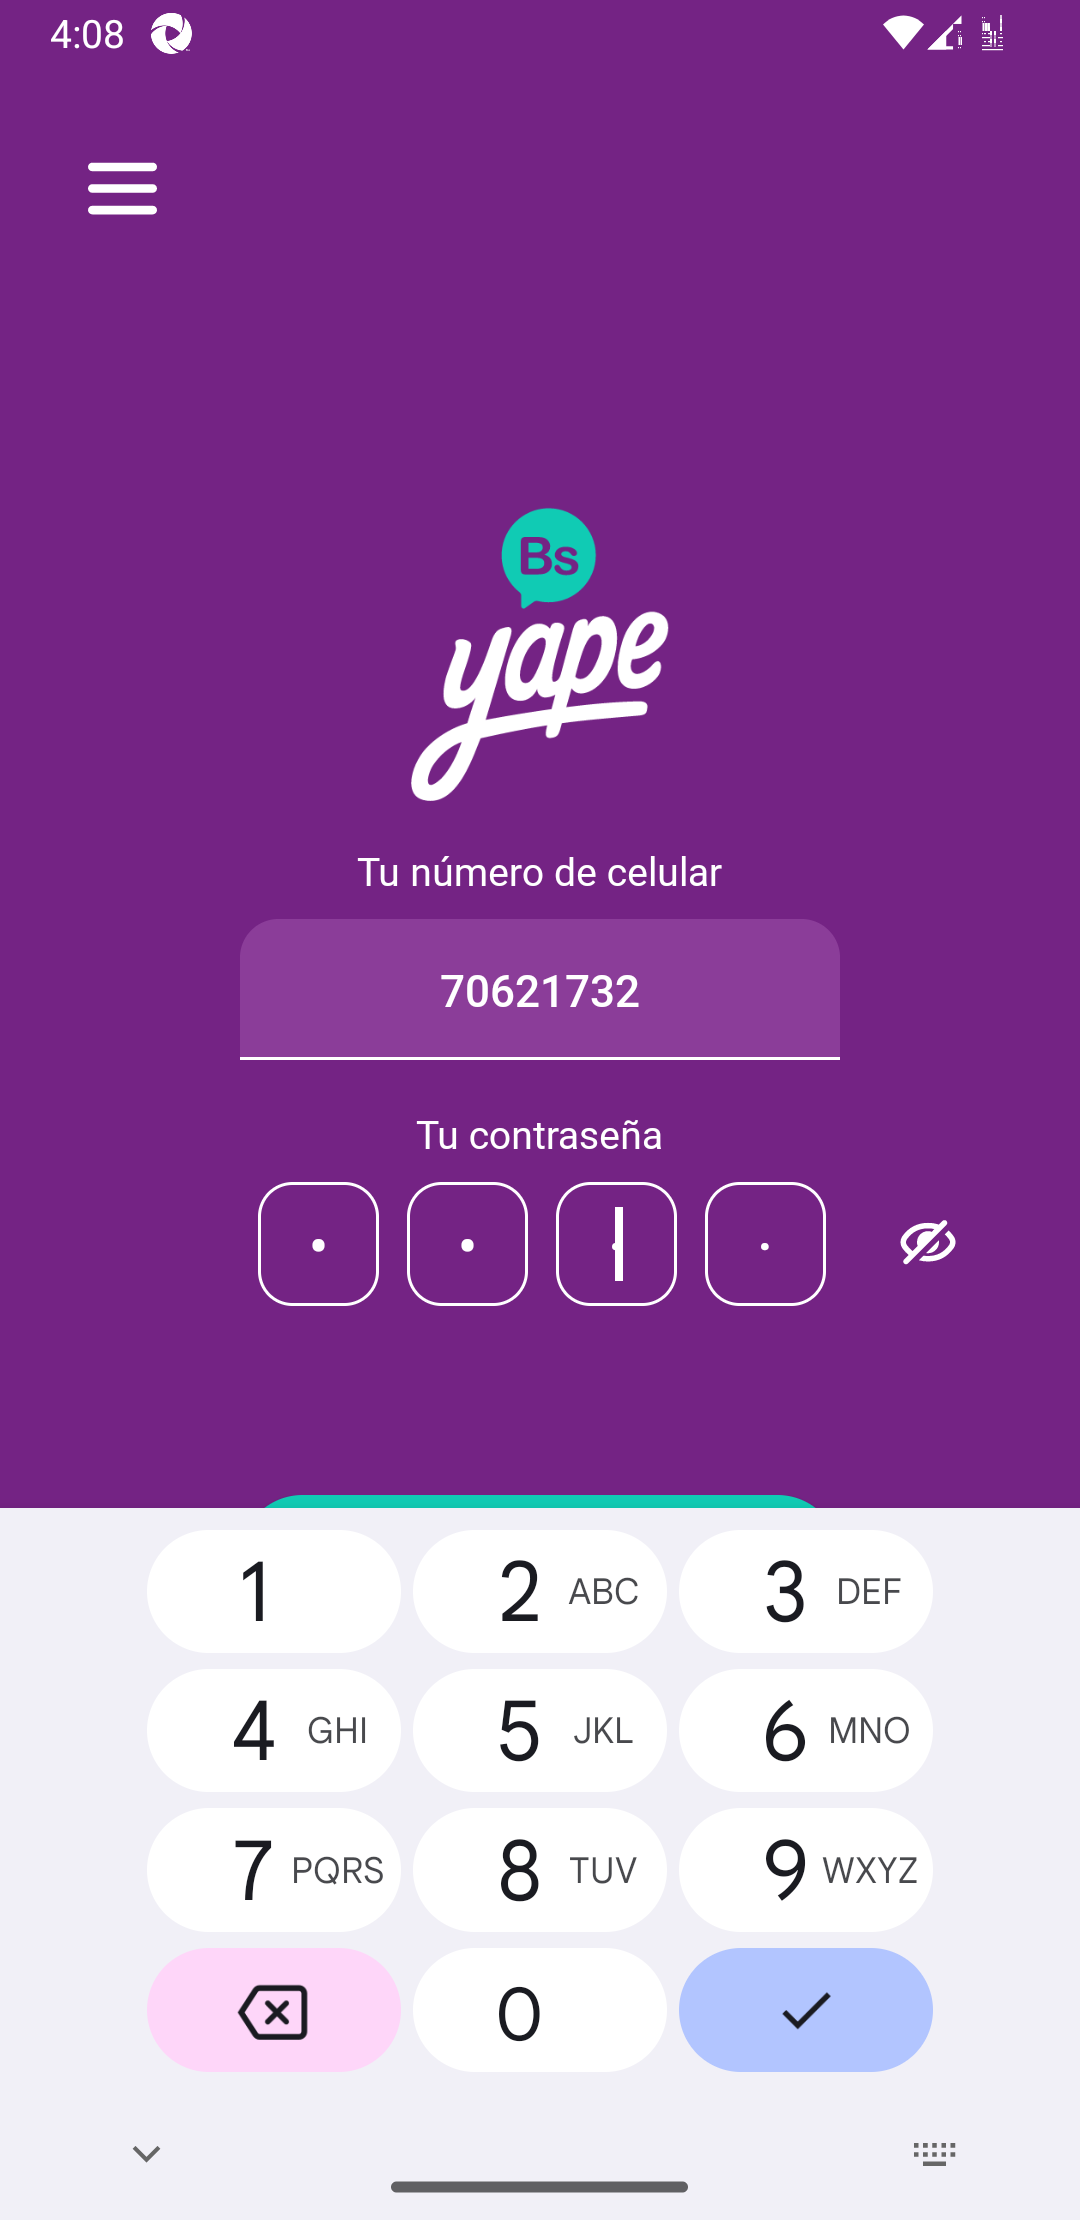 4:08
Bs
yape
Tu número de celular
70621732
Tu contraseña
1
2 ABC
3 DEF
4 GHI
5 JKL
6 MNO
7 PQRS
8 TUV
9 WXYZ
0